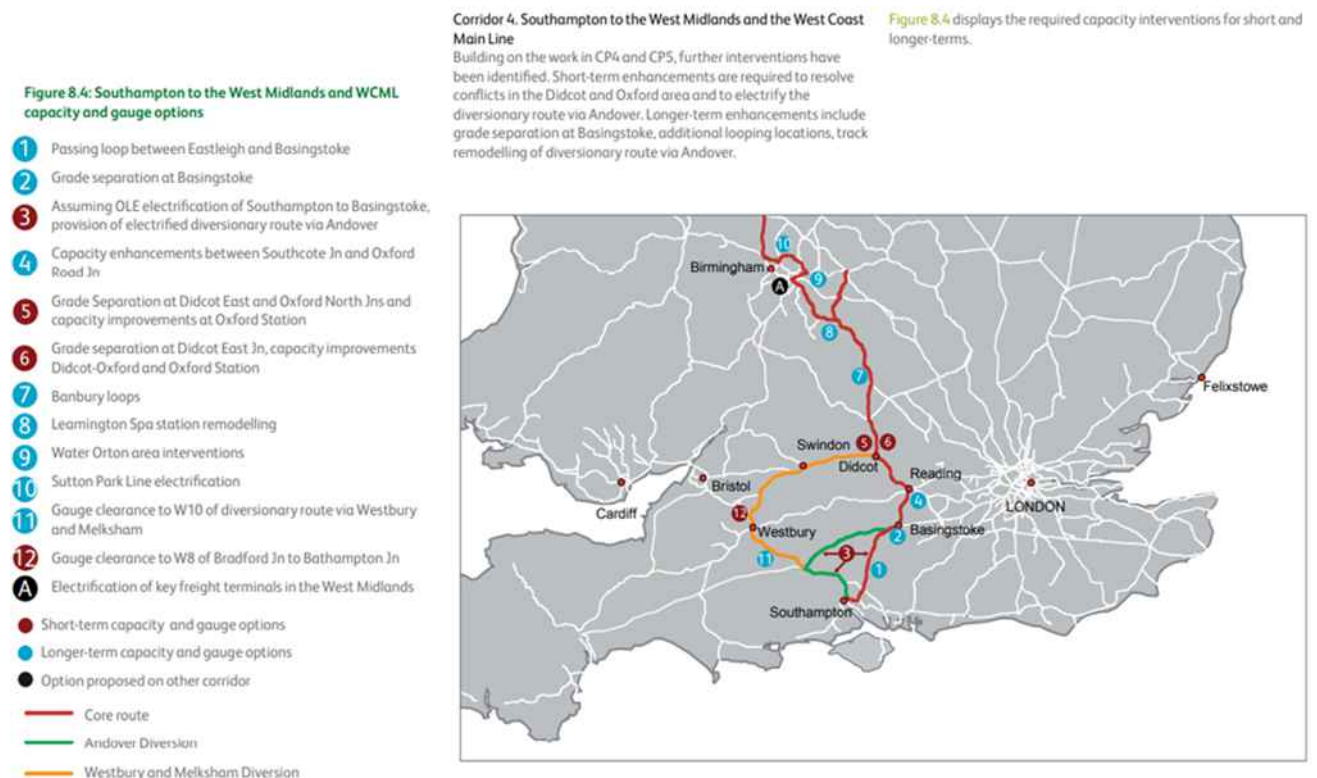 Corridor 4. Southampton to the West Midlands and the West Coast
Main Line
Building on the work in CP4 and CP5, further interventions have
been identified. Short-term enhancements are required to resolve
conflicts in the Didcot and Oxford area and to electrify the
diversionary route via Andover. Longer-term enhancements include
grade separation at Basingstoke, additional looping locations, track
remodelling of diversionary route via Andover.
Figure 8.4 displays the required capacity interventions for short and
longer-terms.
Figure 8.4: Southampton to the West Midlands and WCML
capacity and gauge options
1 Passing loop between Eastleigh and Basingstoke
2 Grade separation at Basingstoke
3 Assuming OLE electrification of Southampton to Basingstoke,
provision of electrified diversionary route via Andover
4 Capacity enhancements between Southcote Jn and Oxford
Road Jn
5 Grade Separation at Didcot East and Oxford North Jns and
capacity improvements at Oxford Station
6 Grade separation at Didcot East Jn, capacity improvements
Didcot-Oxford and Oxford Station
7 Banbury loops
8 Leamington Spa station remodelling
9 Water Orton area interventions
10 Sutton Park Line electrification
11 Gauge clearance to W10 of diversionary route via Westbury
and Melksham
12 Gauge clearance to W8 of Bradford Jn to Bathampton Jn
A Electrification of key freight terminals in the West Midlands
Short-term capacity and gauge options
Longer-term capacity and gauge options
Option proposed on other corridor
Core route
Andover Diversion
Westbury and Melksham Diversion
10
Birmingham
9
A
8
7
Felixstowe
Swindon
5
6
Didcot
Reading
Bristol
4
LONDON
Cardiff
12
Westbury
2
Basingstoke
3
11
1
Southampton